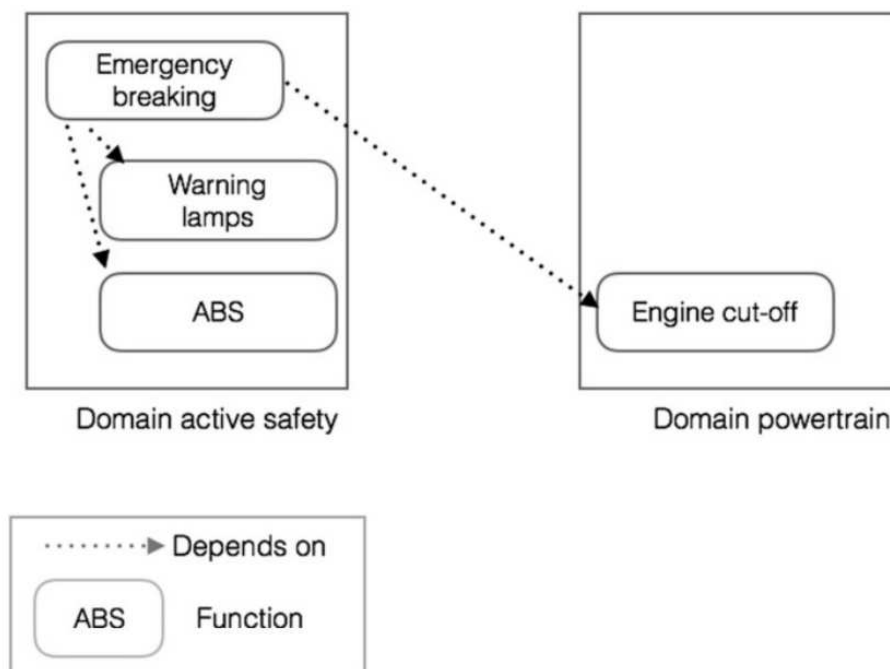 Emergency
breaking
Warning
lamps
ABS
Engine cut-off
Domain active safety
Domain powertrain
Depends on
ABS
Function